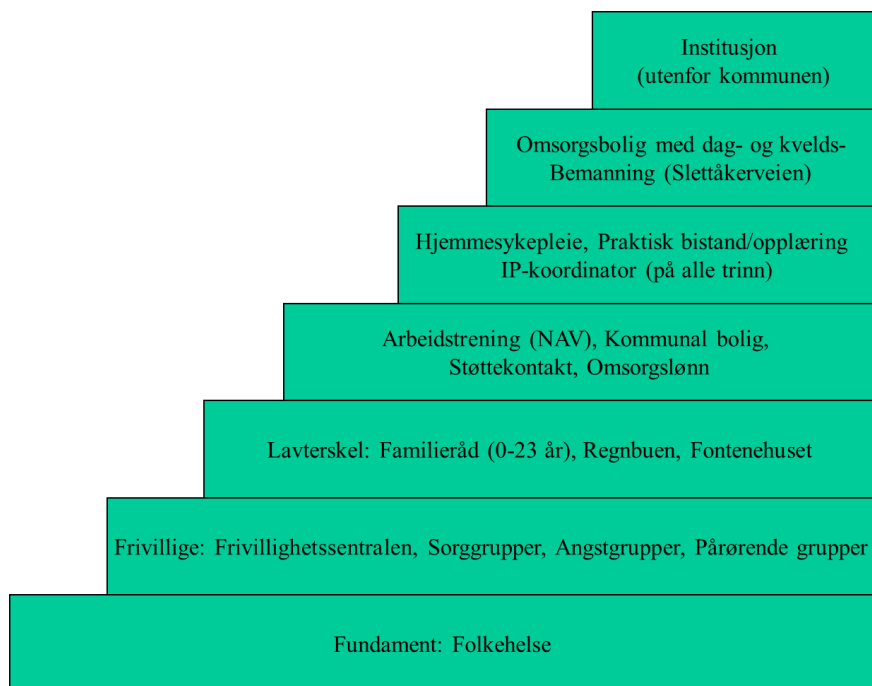 Institusjon
(utenfor kommunen)
Omsorgsbolig med dag- og kvelds-
Bemanning (Slettåkerveien)
Hjemmesykepleie, Praktisk bistand/opplæring
IP-koordinator (på alle trinn)
Arbeidstrening (NAV), Kommunal bolig,
Støttekontakt, Omsorgslønn
Lavterskel: Familieråd (0-23 år), Regnbuen, Fontenehuset
Frivillige: Frivillighetssentralen, Sorggrupper, Angstgrupper, Pårørende grupper
Fundament: Folkehelse